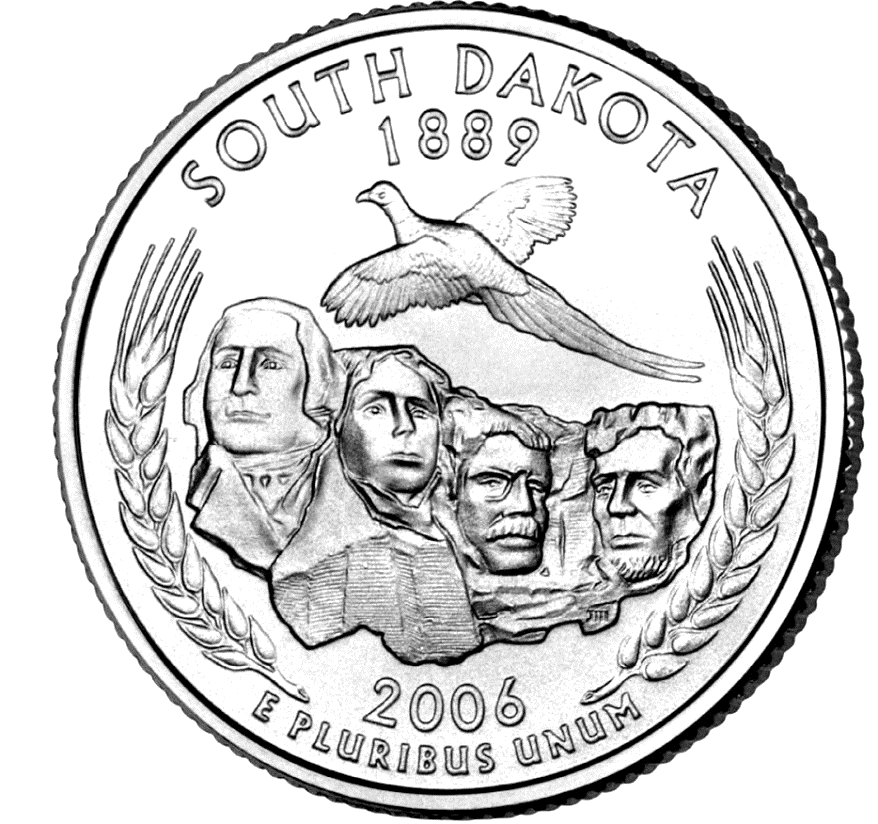 SOUTH DAKOTA
1889
2006
E PLURIBUS UNUM